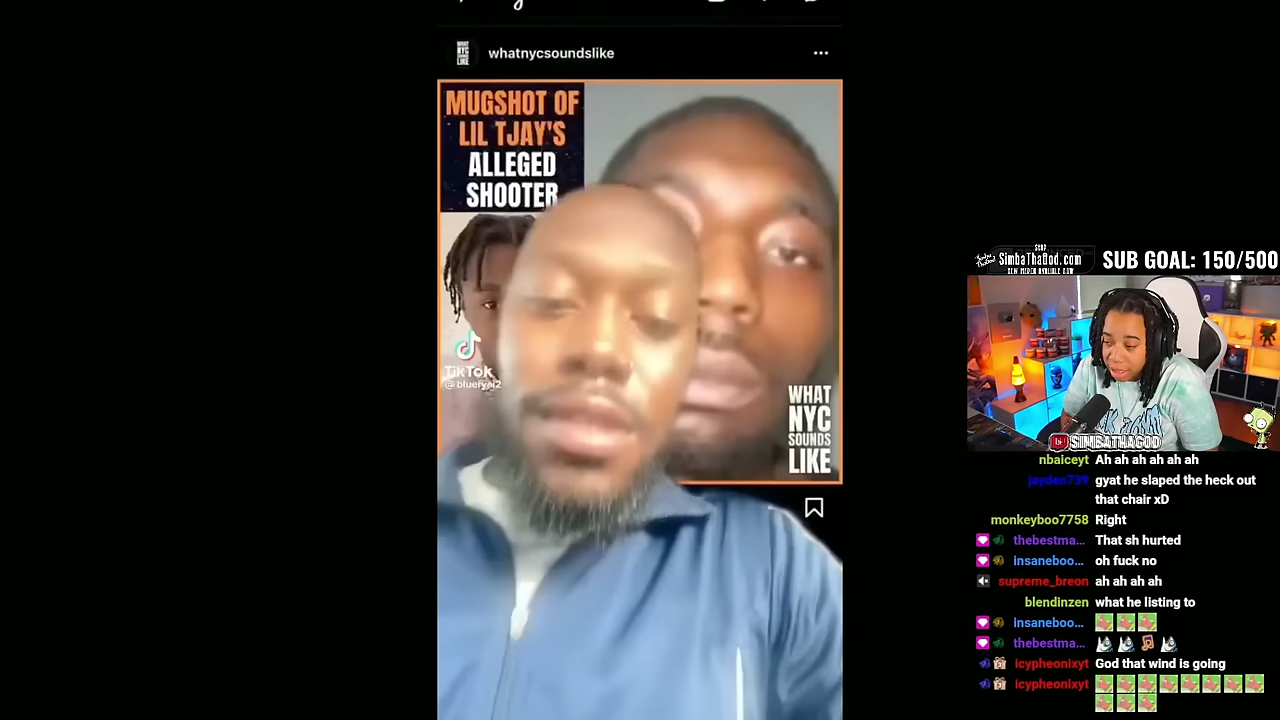 whatnycsoundslike
MUGSHOT OF
LIL TJAY'S
ALLEGED
SHOOTER
TikTok
WHAT
NYC
SOUNDS
LIKE
SimbaThaGod.com
SUB GOAL: 150/500
SIMBATHAGOD
nbaiceyt Ah ah ah ah ah ah
jayden739 gyat he slaped the heck out
that chair xD
monkeyboo7758 Right
thebestma... That sh hurted
insaneboo... oh fuck no
supreme_breon ah ah ah ah
blendinzen what he listing to
insaneboo...
thebestma...
icypheonixyt God that wind is going
icypheonixyt